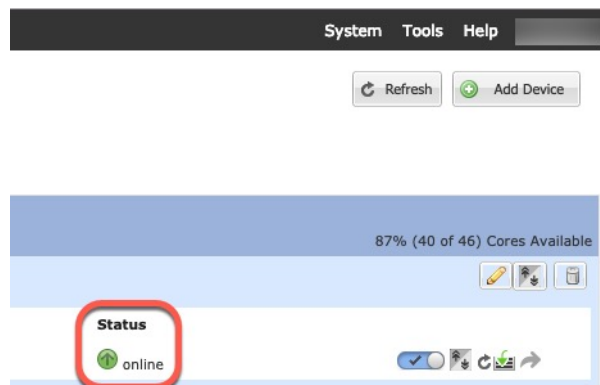 System Tools Help
Refresh Add Device
87% (40 of 46) Cores Available
Status
online